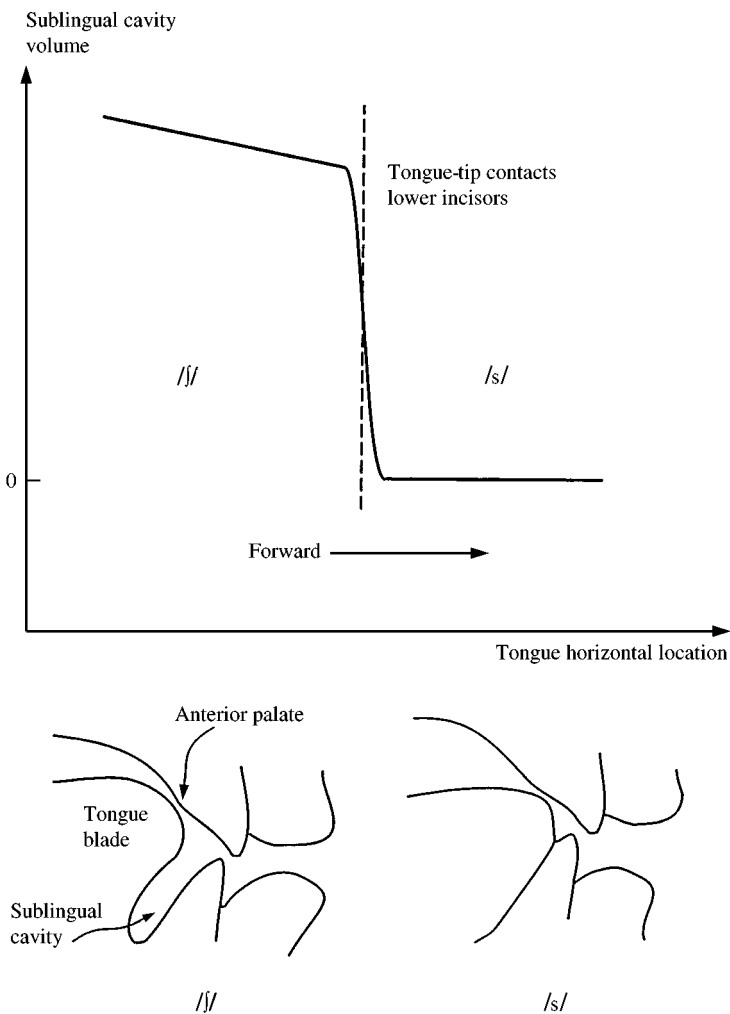 Sublingual cavity
volume
Tongue-tip contacts
lower incisors
/ʃ/
/s/
0
Forward
Tongue horizontal location
Anterior palate
Tongue
blade
Sublingual
cavity
/ʃ/
/s/